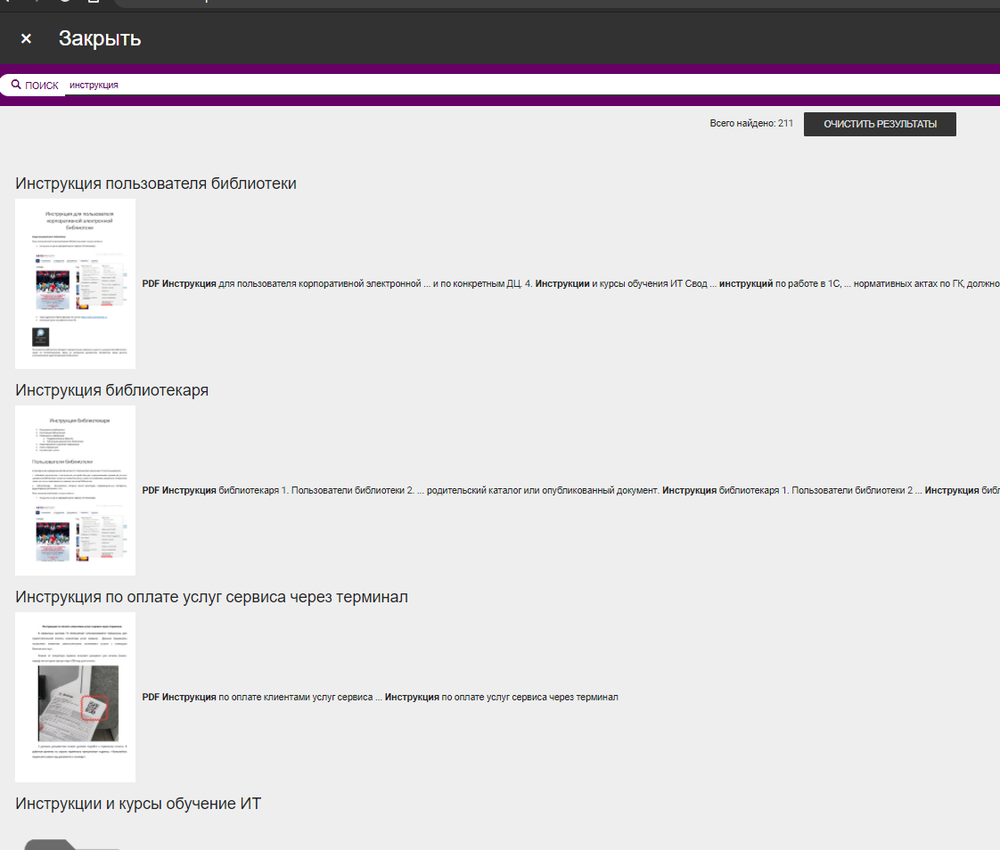 × Закрыть
ПОИСК инструкция
Всего найдено: 211 ОЧИСТИТЬ РЕЗУЛЬТАТЫ
Инструкция пользователя библиотеки
Инструкция для пользователя
корпоративной электронной
библиотеки
PDF Инструкция для пользователя корпоративной электронной ... и по конкретным ДЦ. 4. Инструкции и курсы обучения ИТ Свод ... инструкций по работе в 1С, ... нормативных актах по ГК, должно
Инструкция библиотекаря
Инструкция библиотекаря
Пользователи библиотеки
PDF Инструкция библиотекаря 1. Пользователи библиотеки 2. ... родительский каталог или опубликованный документ. Инструкция библиотекаря 1. Пользователи библиотеки 2 ... Инструкция библ
Инструкция по оплате услуг сервиса через терминал
PDF Инструкция по оплате клиентами услуг сервиса ... Инструкция по оплате услуг сервиса через терминал
Инструкции и курсы обучение ИТ